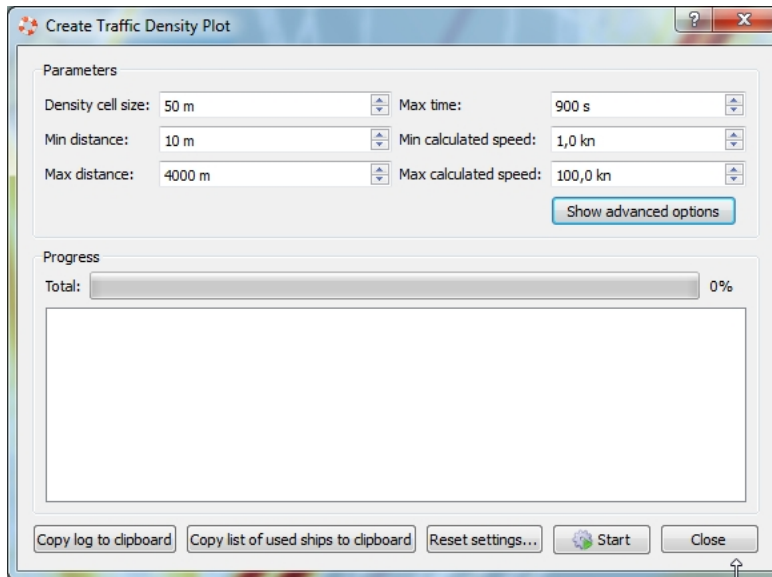 Create Traffic Density Plot
?
X
Parameters
Density cell size: 50 m Max time: 900 s
Min distance: 10 m Min calculated speed: 1,0 kn
Max distance: 4000 m Max calculated speed: 100,0 kn
Show advanced options
Progress
Total: 0%
Copy log to clipboard Copy list of used ships to clipboard Reset settings... Start Close